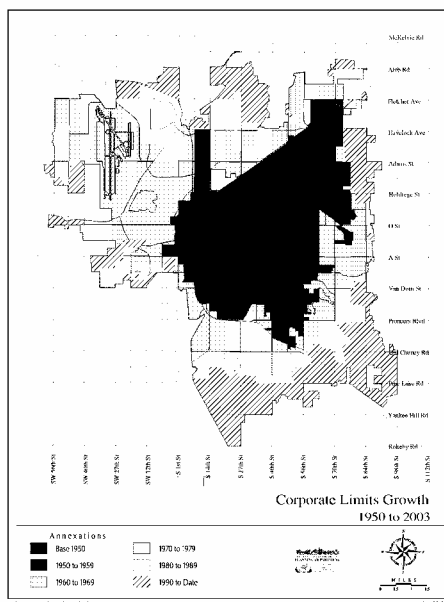 McKelvie Rd
Alvo Rd
Fletcher Ave
Havelock Ave
Adams St
Holdrege St
O St
A St
Van Dorn St
Pioneers Blvd
Old Cheney Rd
Pine Lake Rd
Yankee Hill Rd
Rokeby Rd
SW 56th St
SW 40th St
SW 27th St
SW 12th St
S 1st St
S 14th St
S 27th St
S 40th St
S 56th St
S 70th St
S 84th St
S 98th St
S 112th St
Corporate Limits Growth
1950 to 2003
Annexations
Base 1950
1950 to 1959
1960 to 1969
1970 to 1979
1980 to 1989
1990 to Date
MILES